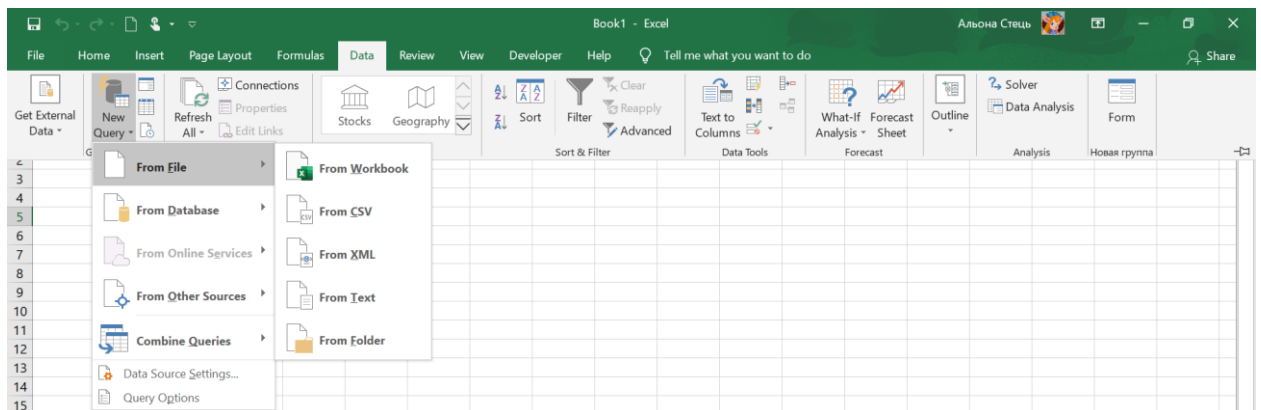 Book1 - Excel
Альона Стець
File Home Insert Page Layout Formulas Data Review View Developer Help Tell me what you want to do Share
Get External Data
New Query
Refresh All
Connections
Properties
Edit Links
Stocks
Geography
Sort
Filter
Clear
Reapply
Advanced
Text to Columns
What-If Analysis
Forecast Sheet
Outline
Solver
Data Analysis
Form
G
Sort & Filter
Data Tools
Forecast
Analysis
Новая группа
From File
From Database
From Online Services
From Other Sources
Combine Queries
Data Source Settings...
Query Options
From Workbook
From CSV
From XML
From Text
From Folder
3
4
5
6
7
8
9
10
11
12
13
14
15